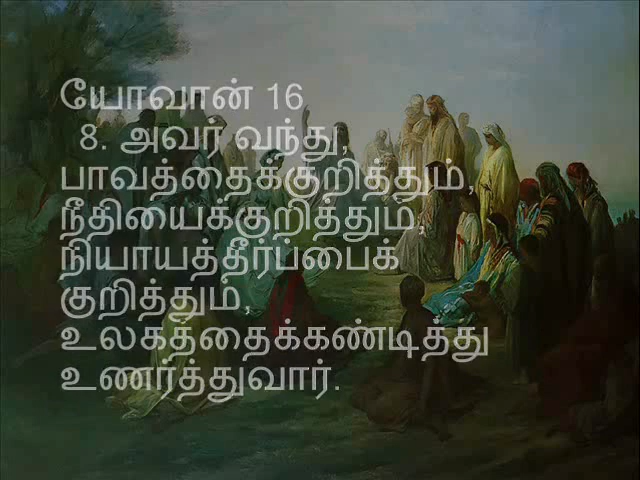 யோவான் 16
8. அவர் வந்து,
பாவத்தைக்குறித்தும்,
நீதியைக்குறித்தும்,
நியாயத்தீர்ப்பைக்
குறித்தும்,
உலகத்தைக்கண்டித்து
உணர்த்துவார்.